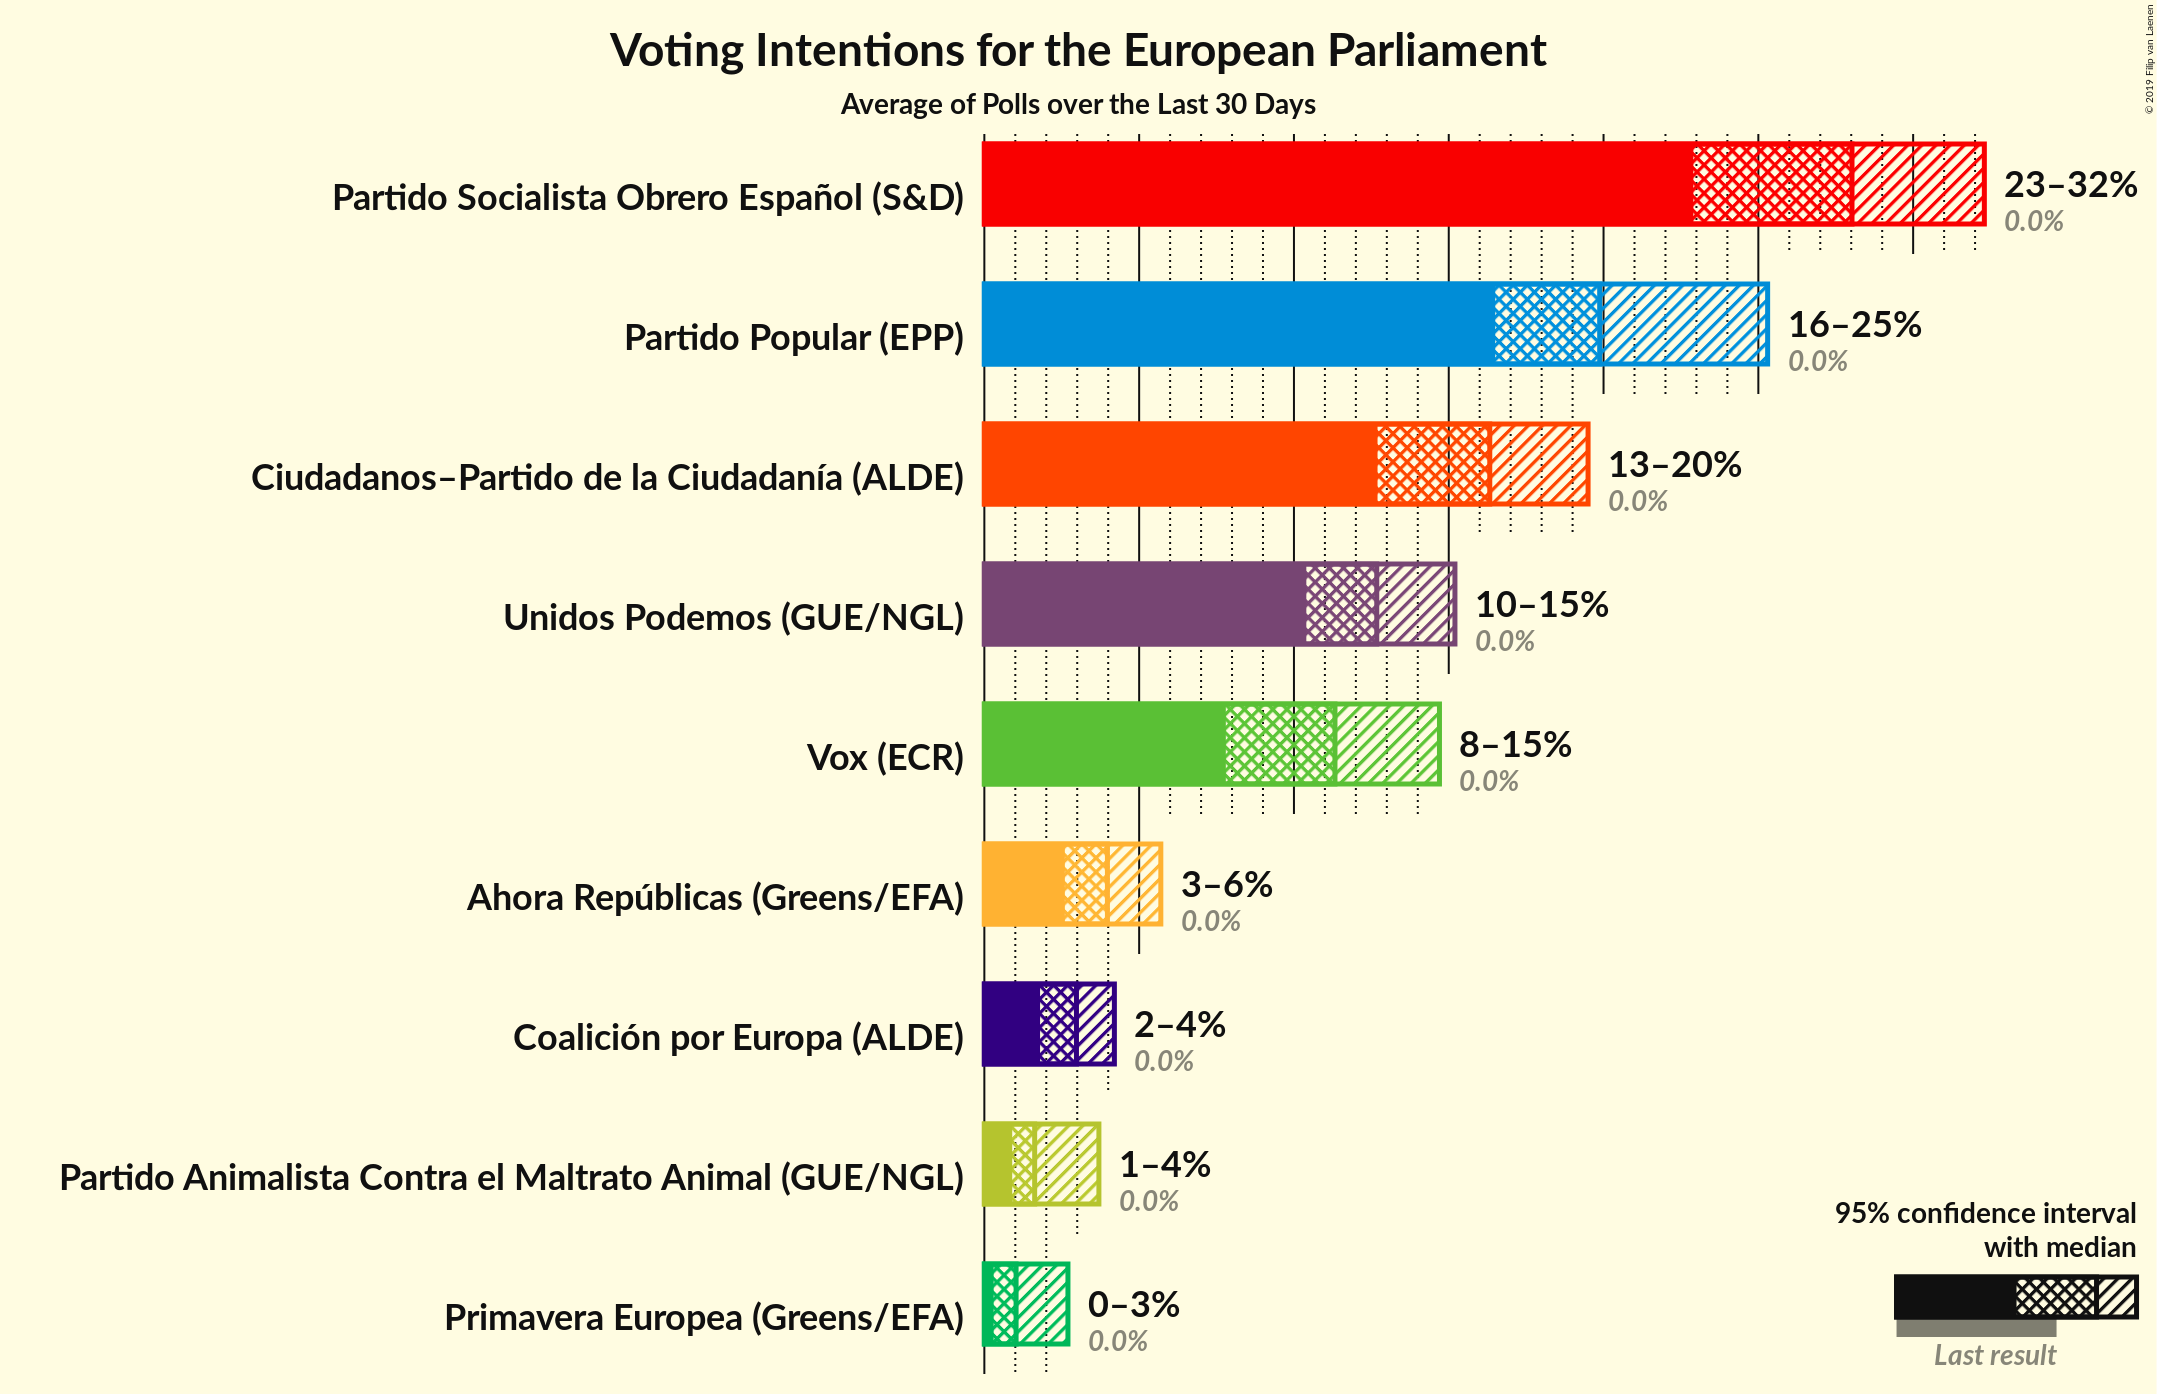 Voting Intentions for the European Parliament
Average of Polls over the Last 30 Days
© 2019 Filip van Laenen
Partido Socialista Obrero Español (S&D)
23–32%
0.0%
Partido Popular (EPP)
16–25%
0.0%
Ciudadanos–Partido de la Ciudadanía (ALDE)
13–20%
0.0%
Unidos Podemos (GUE/NGL)
10–15%
0.0%
Vox (ECR)
8–15%
0.0%
Ahora Repúblicas (Greens/EFA)
3–6%
0.0%
Coalición por Europa (ALDE)
2–4%
0.0%
Partido Animalista Contra el Maltrato Animal (GUE/NGL)
1–4%
0.0%
Primavera Europea (Greens/EFA)
0–3%
0.0%
95% confidence interval
with median
Last result